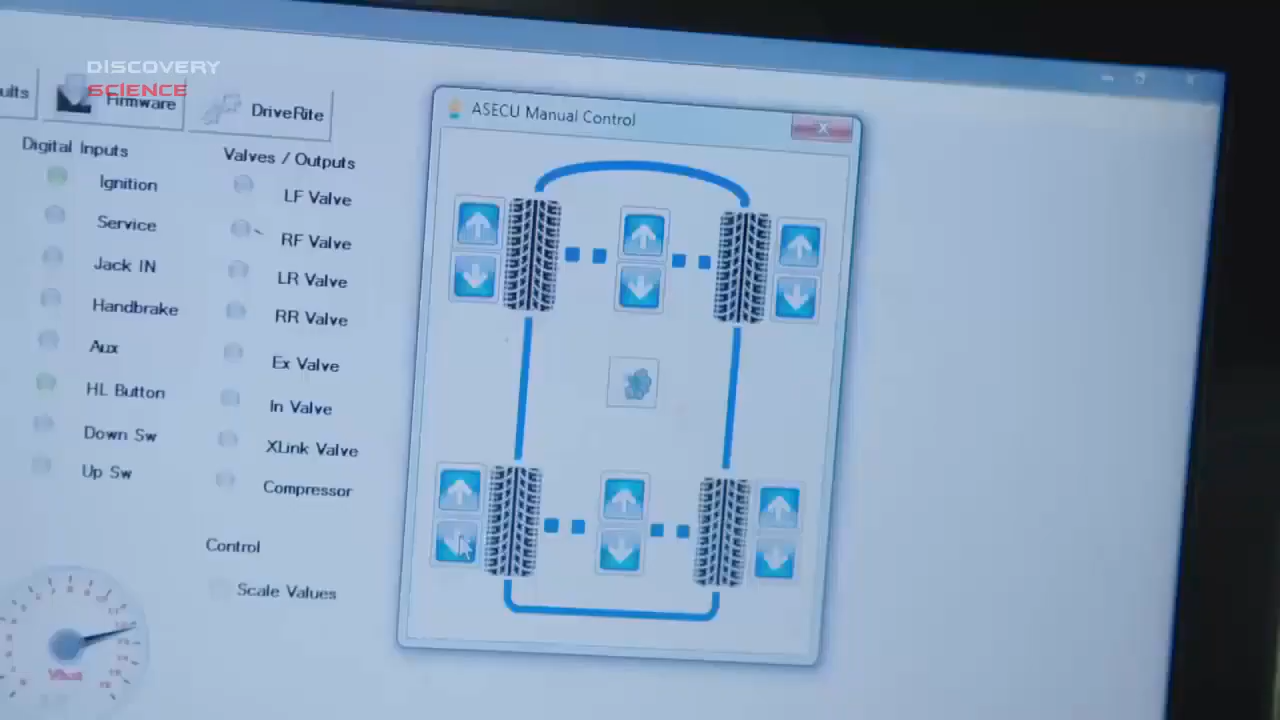 DISCOVERY
SCIENCE
ults
Firmware
DriveRite
ASECU Manual Control
Digital Inputs
Ignition
Service
Jack IN
Handbrake
Aux
HL Button
Down Sw
Up Sw
Valves / Outputs
LF Valve
RF Valve
LR Valve
RR Valve
Ex Valve
In Valve
XLink Valve
Compressor
Control
Scale Values